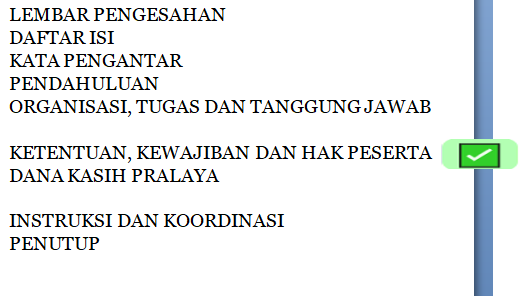 LEMBAR PENGESAHAN
DAFTAR ISI
KATA PENGANTAR
PENDAHULUAN
ORGANISASI, TUGAS DAN TANGGUNG JAWAB
KETENTUAN, KEWAJIBAN DAN HAK PESERTA
DANA KASIH PRALAYA
INSTRUKSI DAN KOORDINASI
PENUTUP